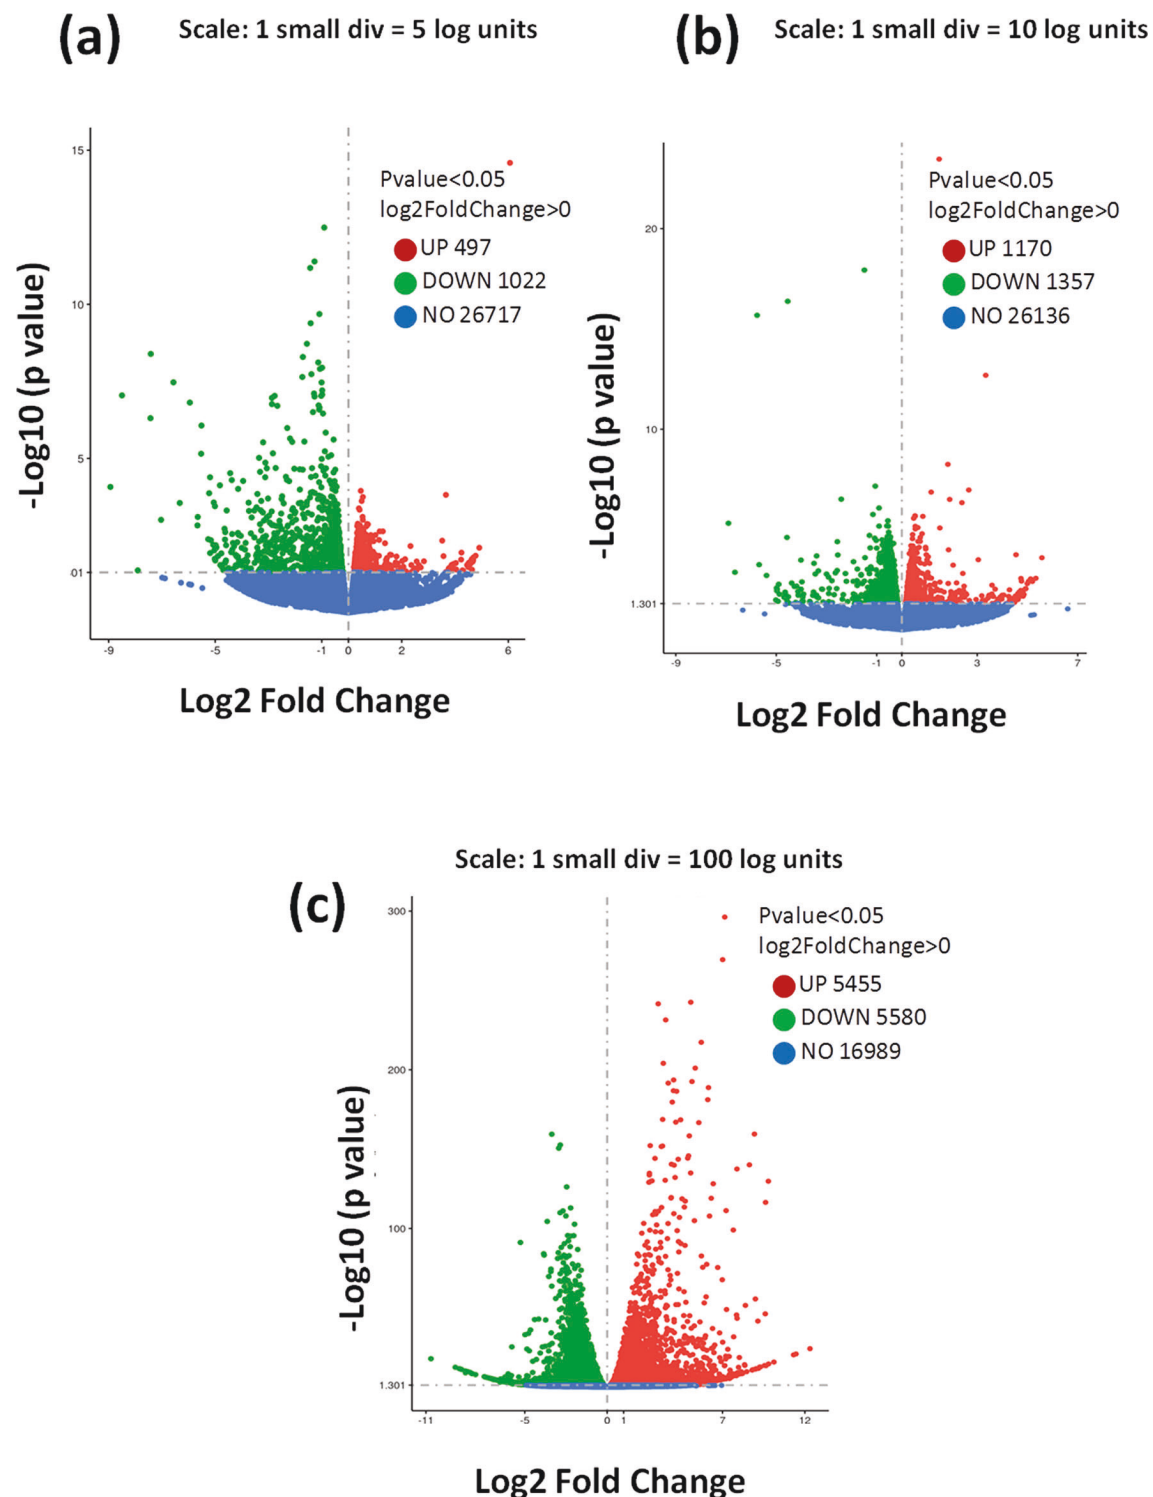 (a)
Scale: 1 small div = 5 log units
-Log10 (p value)
15
10
5
01
Pvalue<0.05
log2FoldChange>0
UP 497
DOWN 1022
NO 26717
-9
-5
-1
0
2
6
Log2 Fold Change
(b)
Scale: 1 small div = 10 log units
-Log10 (p value)
20
10
1.301
Pvalue<0.05
log2FoldChange>0
UP 1170
DOWN 1357
NO 26136
-9
-5
-1
0
3
7
Log2 Fold Change
Scale: 1 small div = 100 log units
(c)
-Log10 (p value)
300
200
100
1.301
Pvalue<0.05
log2FoldChange>0
UP 5455
DOWN 5580
NO 16989
-11
-5
0
1
7
12
Log2 Fold Change